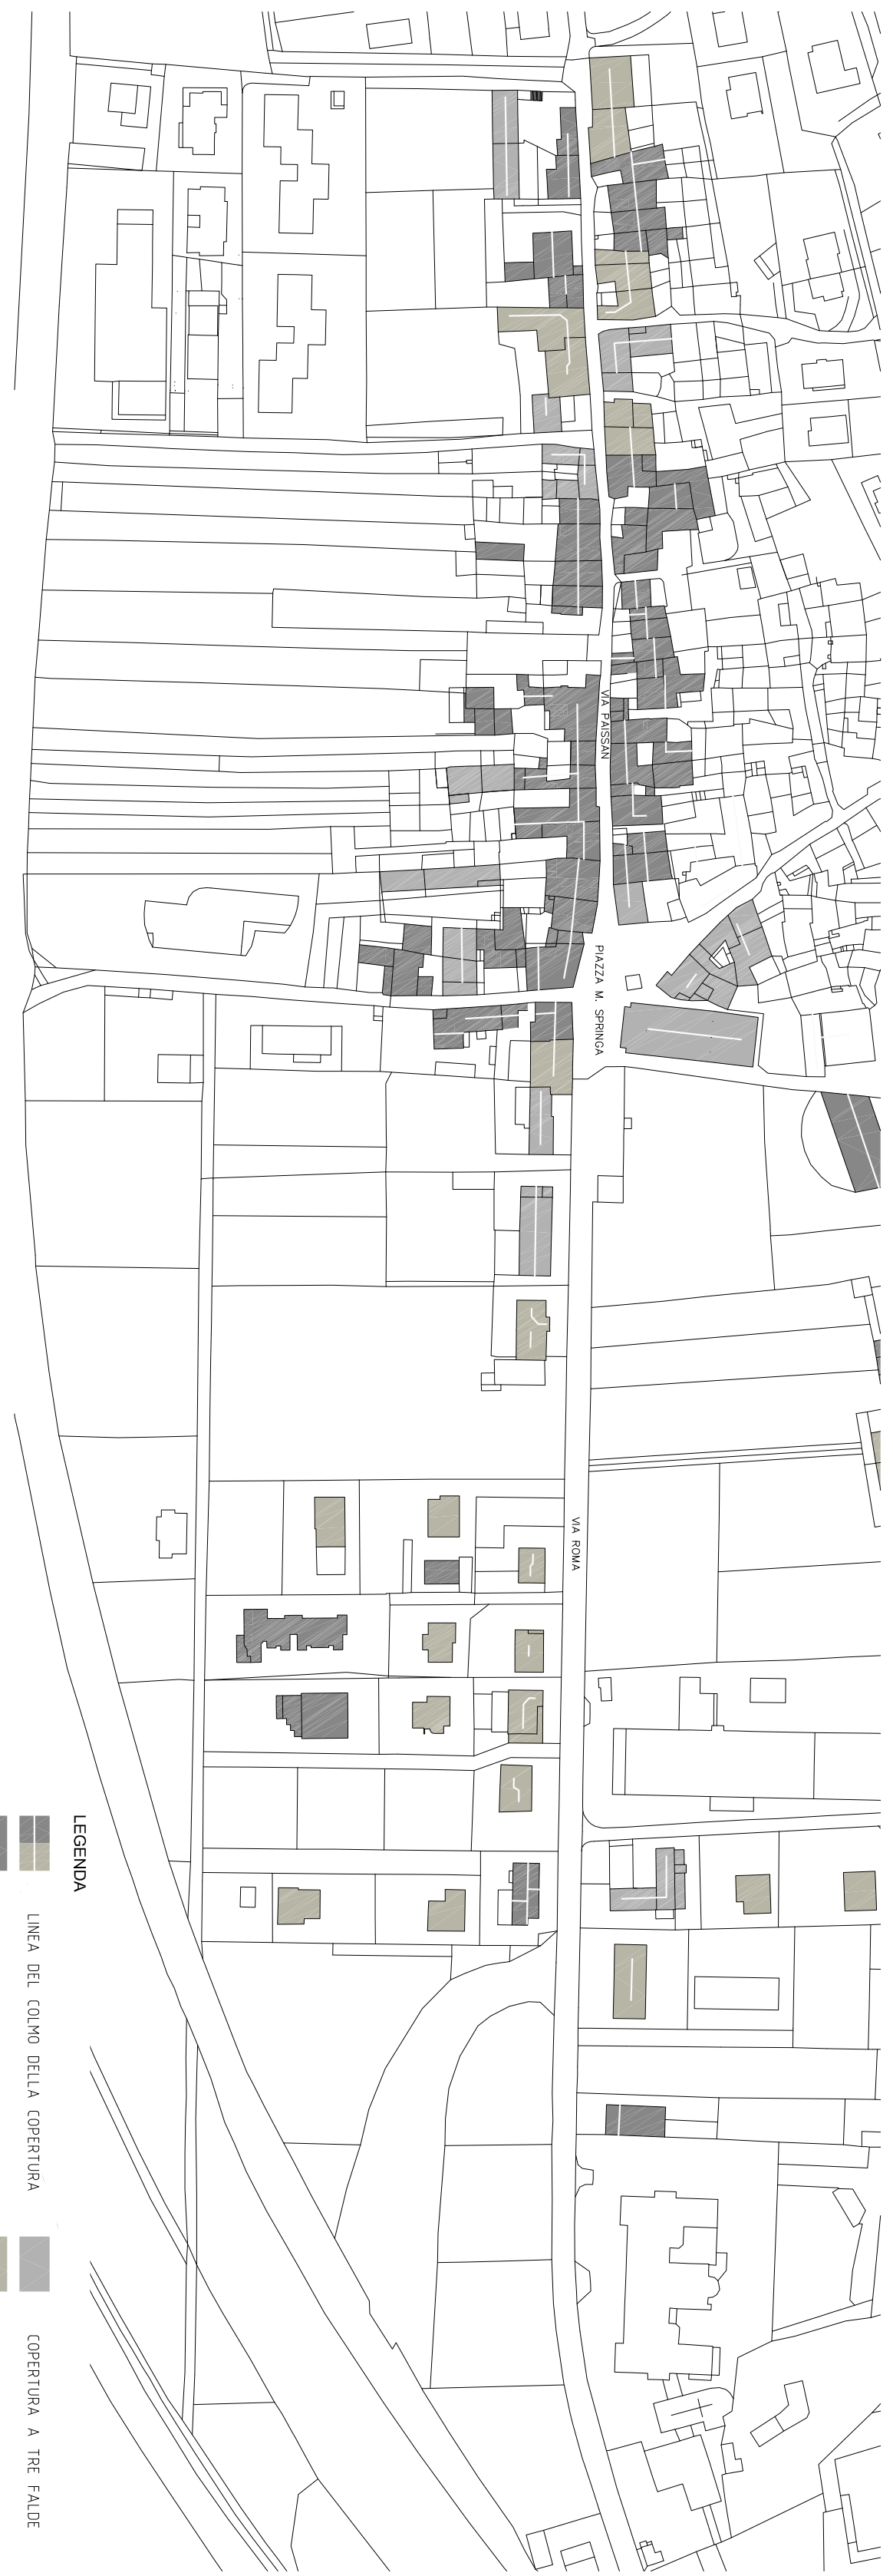 VIA PAISSAN
PIAZZA M. SPRINGA
VIA ROMA
LEGENDA
LINEA DEL COLMO DELLA COPERTURA
COPERTURA A TRE FALDE